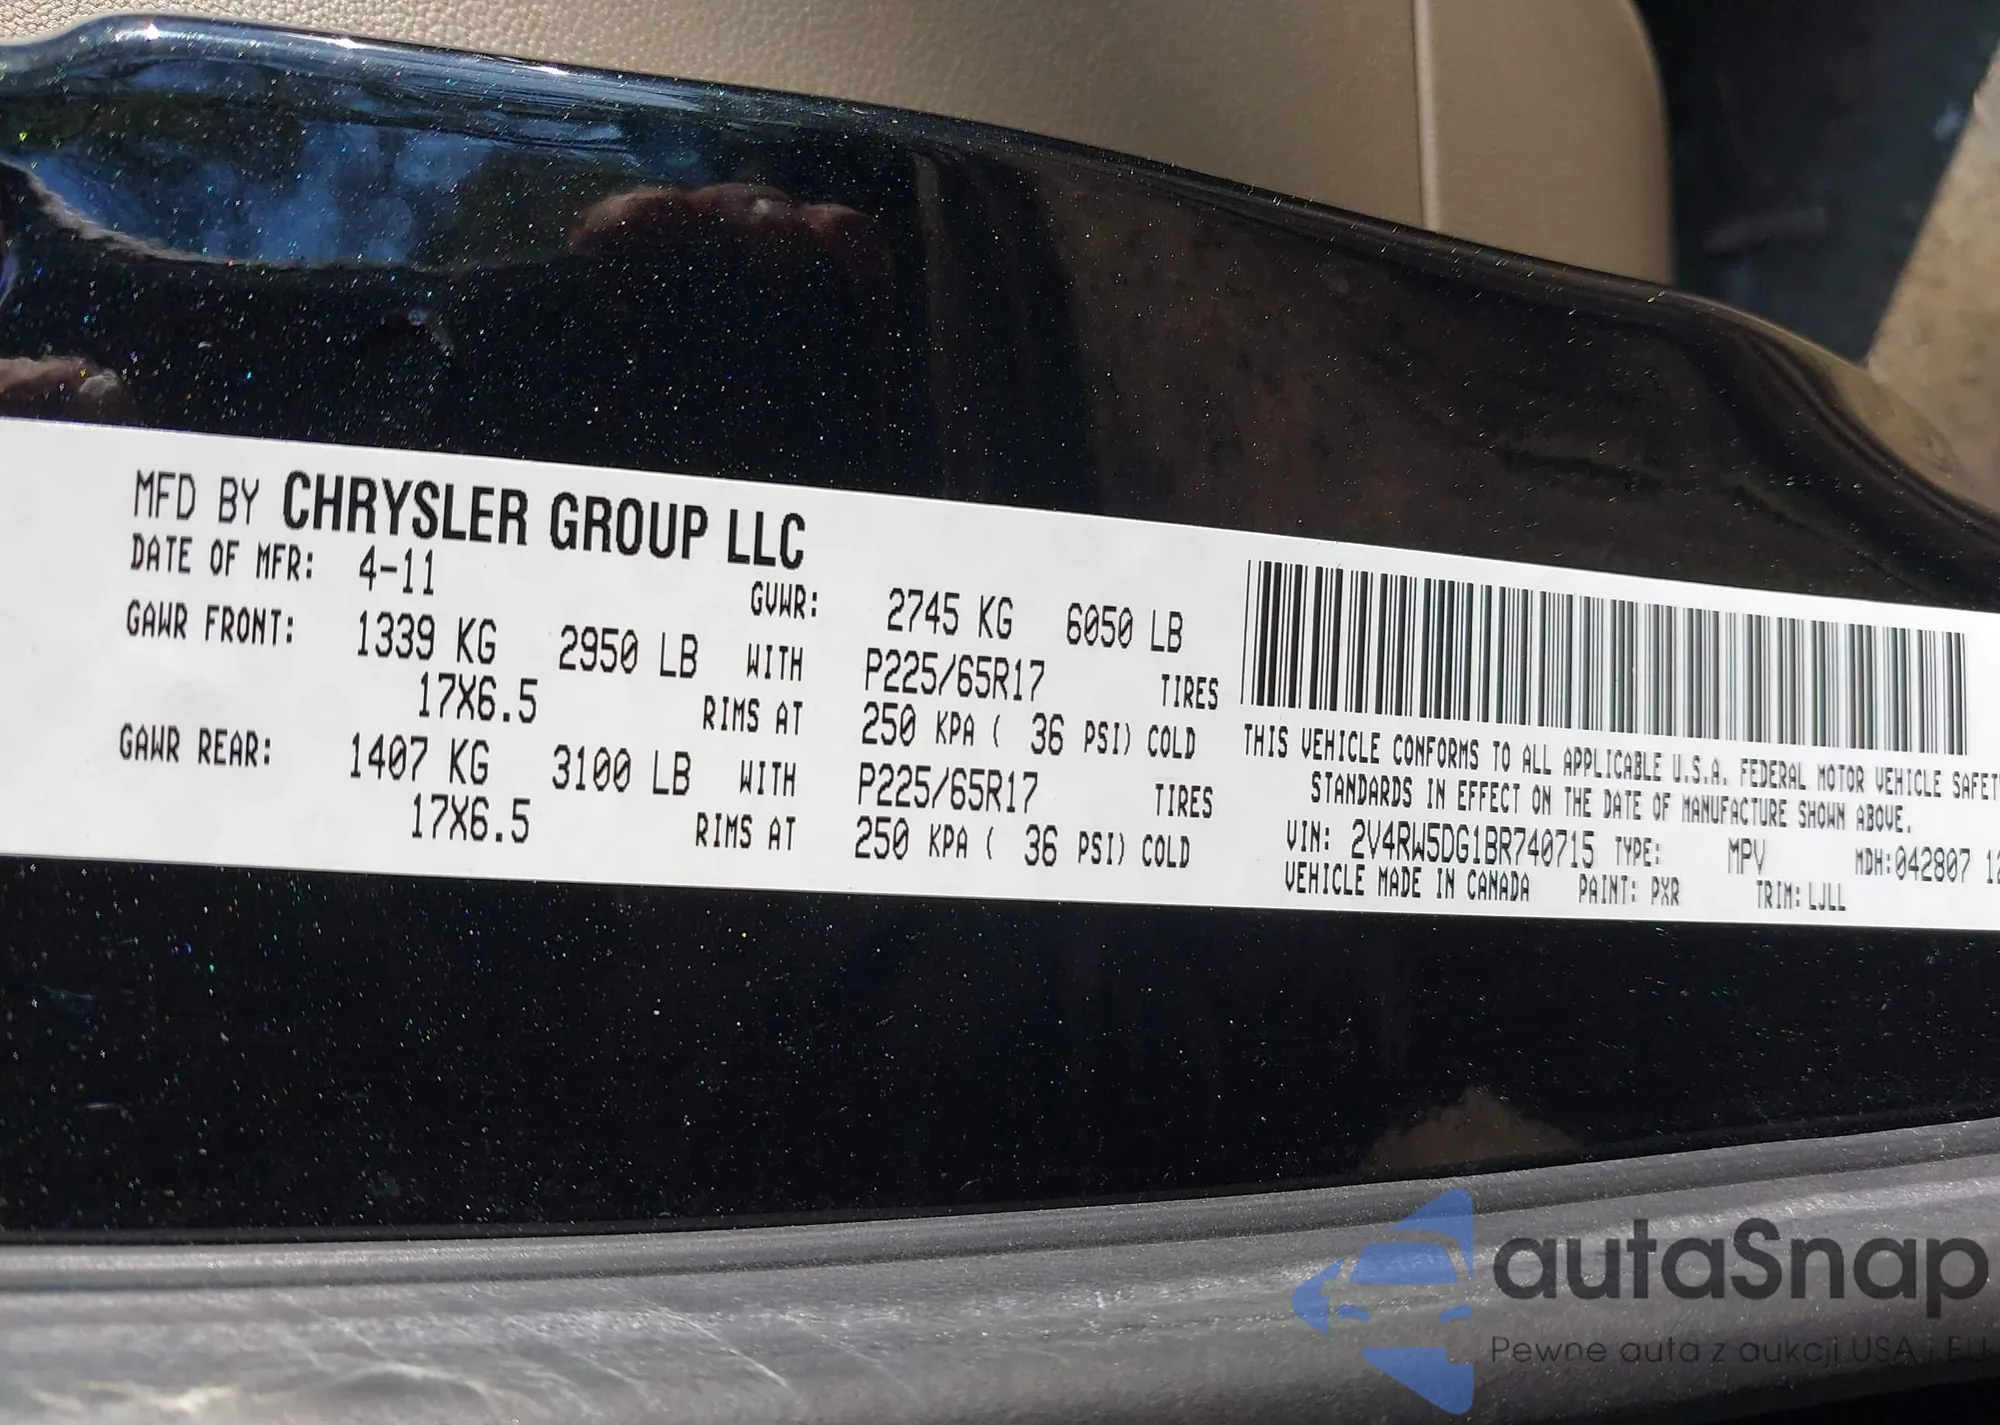 MFD BY CHRYSLER GROUP LLC
DATE OF MFR: 4-11 GVWR: 2745 KG 6050 LB
GAWR FRONT: 1339 KG 2950 LB WITH P225/65R17 TIRES
17X6.5 RIMS AT 250 KPA ( 36 PSI) COLD
GAWR REAR: 1407 KG 3100 LB WITH P225/65R17 TIRES
17X6.5 RIMS AT 250 KPA ( 36 PSI) COLD
THIS VEHICLE CONFORMS TO ALL APPLICABLE U.S.A. FEDERAL MOTOR VEHICLE SAFETY
STANDARDS IN EFFECT ON THE DATE OF MANUFACTURE SHOWN ABOVE.
VIN: 2V4RW5DG1BR740715 TYPE: MPV MDH:042807 12
VEHICLE MADE IN CANADA PAINT: PXR TRIM: LJLL
autaSnap
Pewne auta z aukcji USA i EU